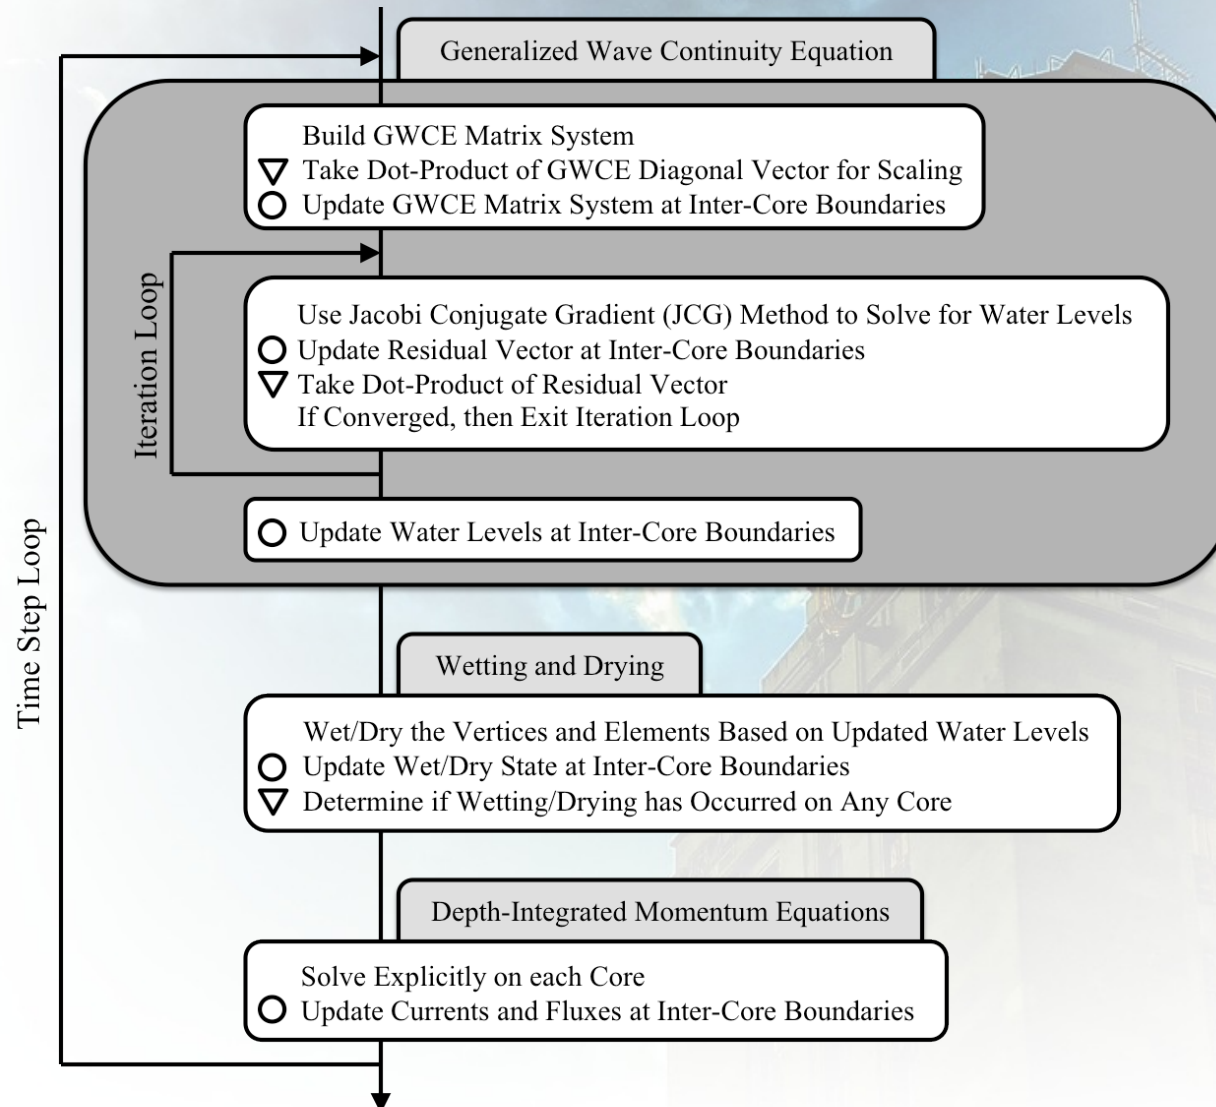 Generalized Wave Continuity Equation
Build GWCE Matrix System
Take Dot-Product of GWCE Diagonal Vector for Scaling
Update GWCE Matrix System at Inter-Core Boundaries
Iteration Loop
Use Jacobi Conjugate Gradient (JCG) Method to Solve for Water Levels
Update Residual Vector at Inter-Core Boundaries
Take Dot-Product of Residual Vector
If Converged, then Exit Iteration Loop
Update Water Levels at Inter-Core Boundaries
Time Step Loop
Wetting and Drying
Wet/Dry the Vertices and Elements Based on Updated Water Levels
Update Wet/Dry State at Inter-Core Boundaries
Determine if Wetting/Drying has Occurred on Any Core
Depth-Integrated Momentum Equations
Solve Explicitly on each Core
Update Currents and Fluxes at Inter-Core Boundaries